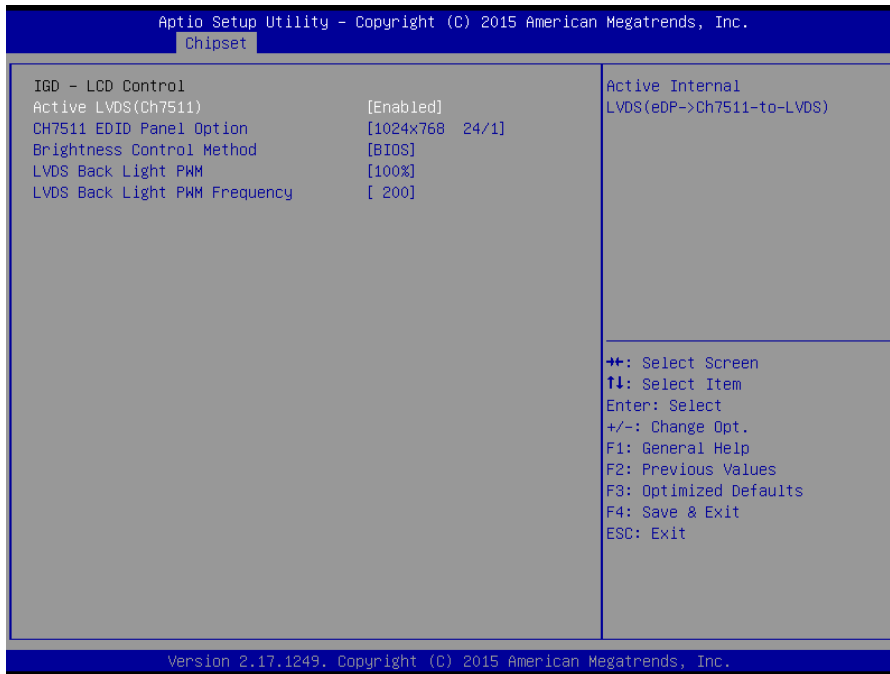 Aptio Setup Utility – Copyright (C) 2015 American Megatrends, Inc.
Chipset
IGD - LCD Control
Active LVDS(Ch7511) [Enabled]
CH7511 EDID Panel Option [1024x768 24/1]
Brightness Control Method [BIOS]
LVDS Back Light PWM [100%]
LVDS Back Light PWM Frequency [ 200]
Active Internal
LVDS(eDP->Ch7511-to-LVDS)
→←: Select Screen
↑↓: Select Item
Enter: Select
+/-: Change Opt.
F1: General Help
F2: Previous Values
F3: Optimized Defaults
F4: Save & Exit
ESC: Exit
Version 2.17.1249. Copyright (C) 2015 American Megatrends, Inc.